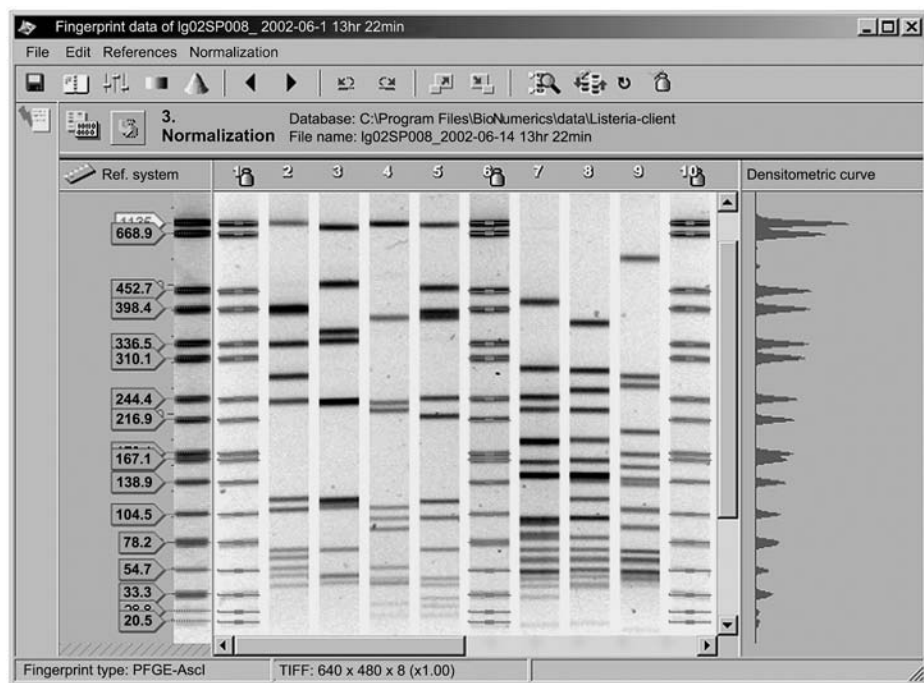 Fingerprint data of lg02SP008_ 2002-06-1 13hr 22min
File Edit References Normalization
3.
Normalization
Database: C:\Program Files\BioNumerics\data\Listeria-client
File name: lg02SP008_2002-06-14 13hr 22min
Ref. system 1 2 3 4 5 6 7 8 9 10 Densitometric curve
668.9
452.7
398.4
336.5
310.1
244.4
216.9
167.1
138.9
104.5
78.2
54.7
33.3
20.5
Fingerprint type: PFGE-AscI TIFF: 640 x 480 x 8 (x1.00)